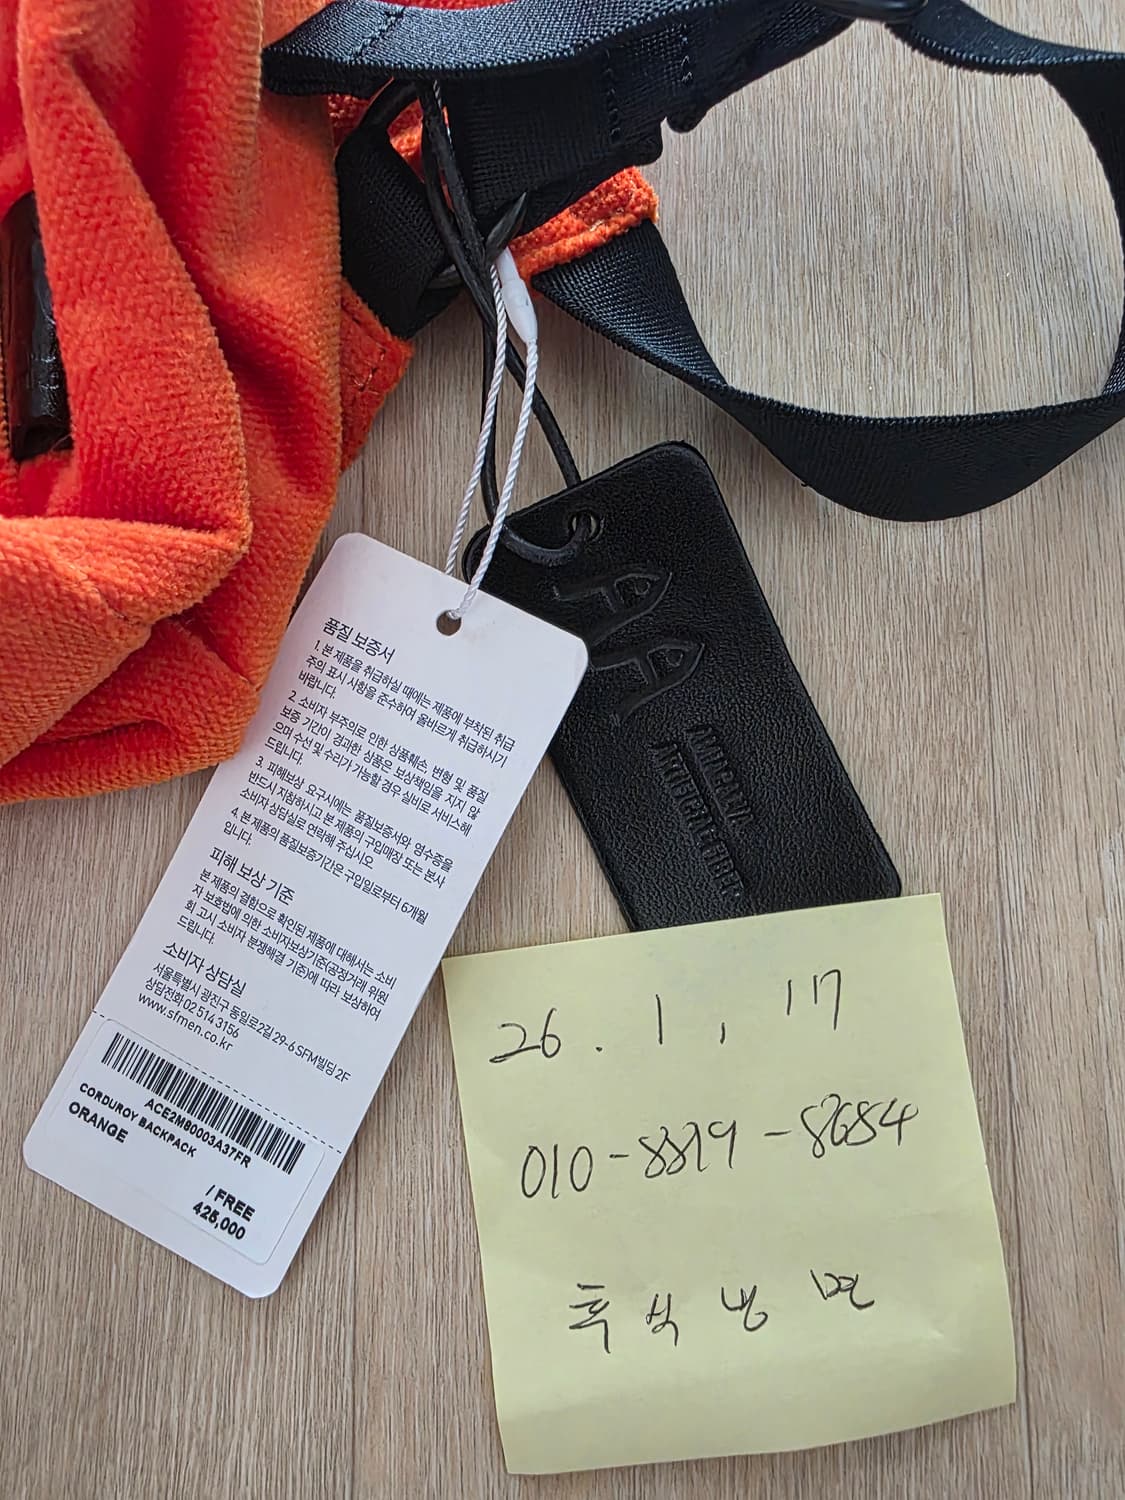 품질 보증서
1. 본 제품을 취급하실 때에는 제품에 부착된 취급
주의 표시 사항을 준수하여 올바르게 취급하시기
바랍니다.
2. 소비자 부주의로 인한 상품훼손, 변형 및 품질
보증 기간이 경과한 상품은 보상책임을 지지 않
으며 수선 및 수리가 가능할 경우 실비로 서비스해
드립니다.
3. 피해보상 요구시에는 품질보증서와 영수증을
반드시 지참하시고 본 제품의 구입매장 또는 본사
소비자 상담실로 연락해 주십시오.
4. 본 제품의 품질보증기간은 구입일로부터 6개월
입니다.
피해 보상 기준
본 제품의 결함으로 확인된 제품에 대해서는 소비
자 보호법에 의한 소비자보상기준(공정거래 위원
회 고시 소비자 분쟁해결 기준)에 따라 보상하여
드립니다.
소비자 상담실
서울특별시 광진구 동일로2길 29-6 SFM빌딩 2F
상담전화 02 514 3156
www.sfmen.co.kr
ACE2MB0003A37FR
CORDUROY BACKPACK
ORANGE
/ FREE
425,000
26. 1, 17
010-8819-8684
후식냉면